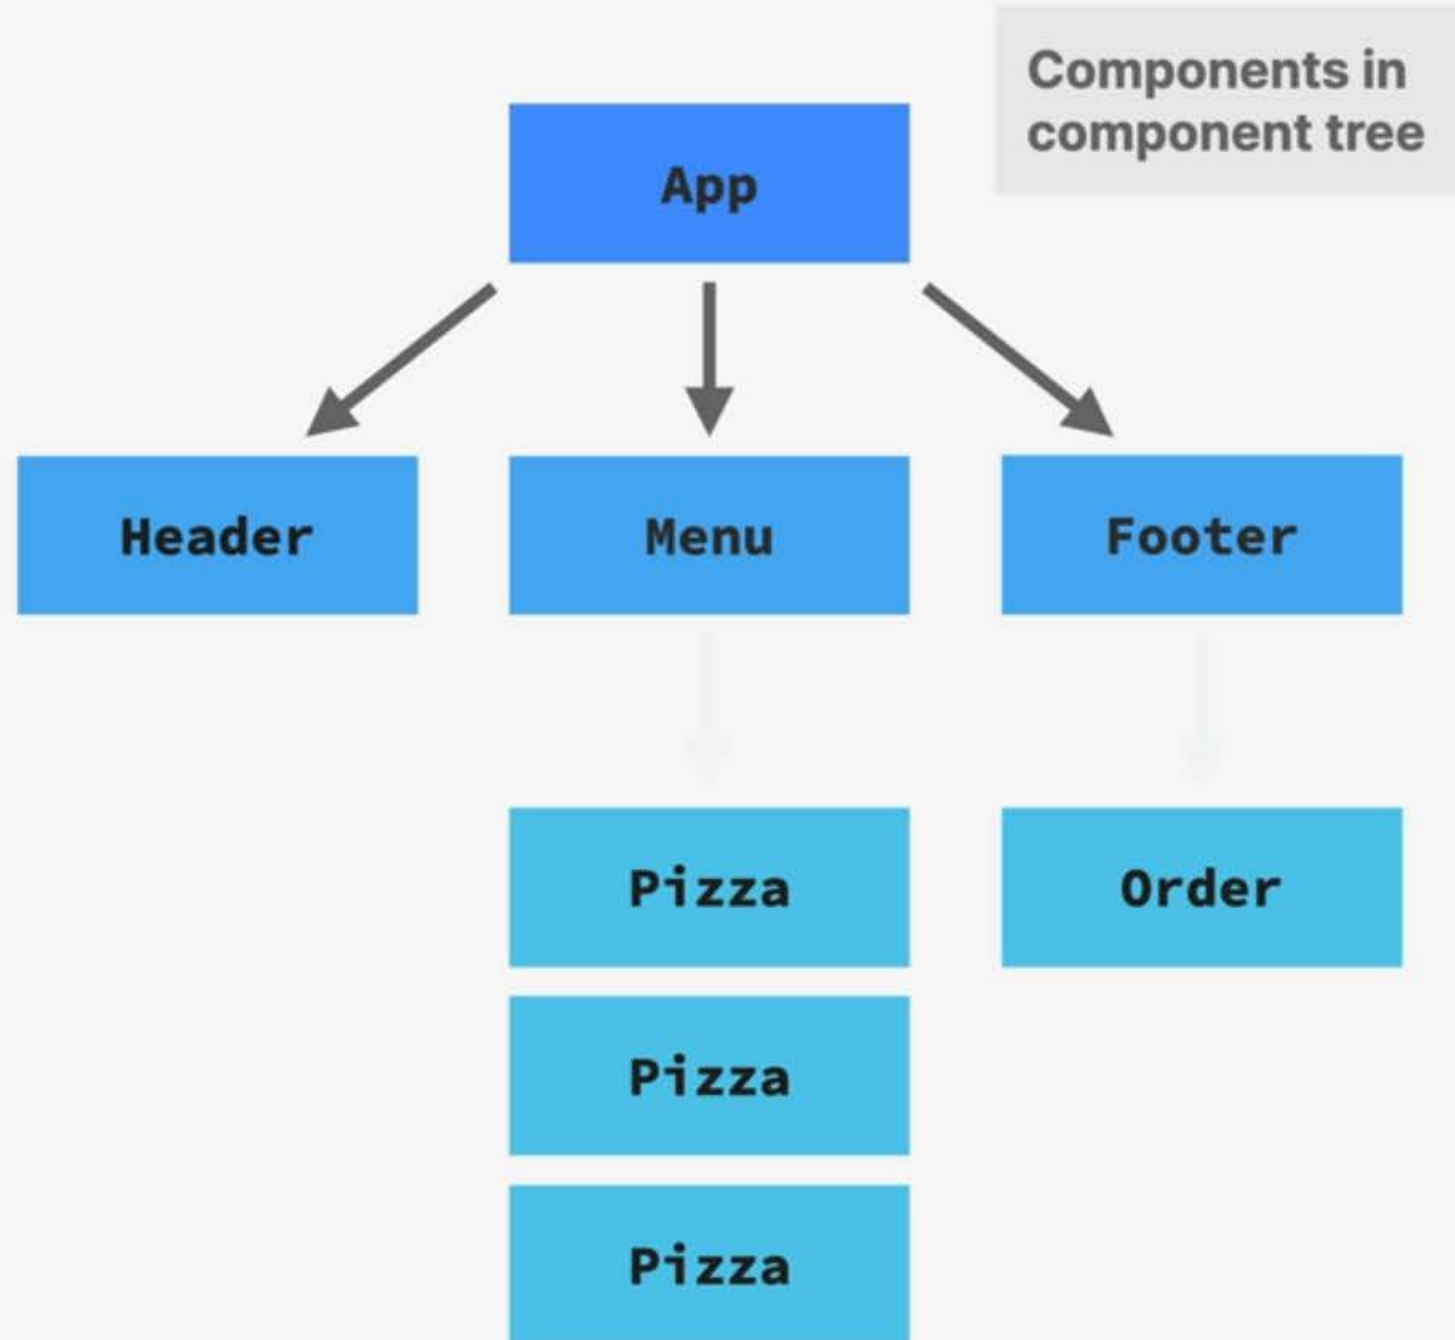 Components in
component tree
App
Header
Menu
Footer
Pizza
Order
Pizza
Pizza